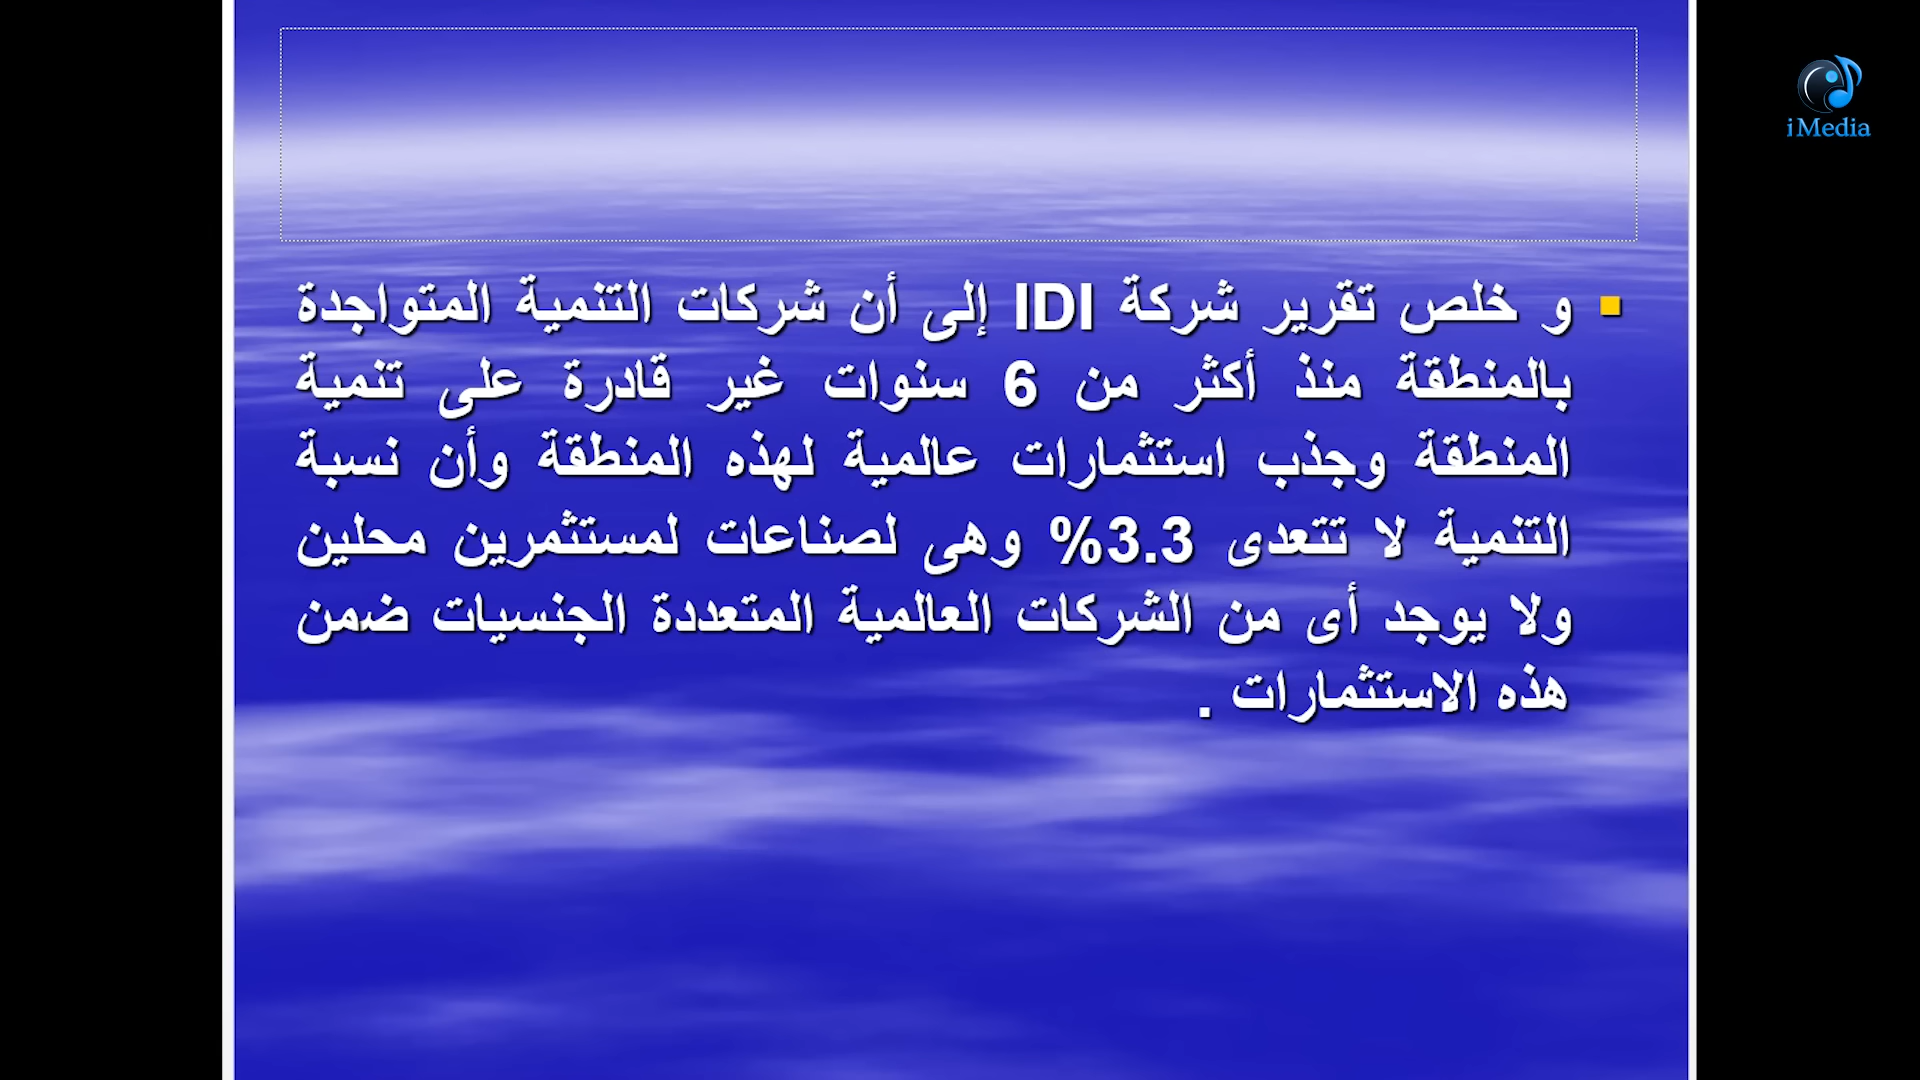 و خلص تقرير شركة IDI إلى أن شركات التنمية المتواجدة
بالمنطقة منذ أكثر من 6 سنوات غير قادرة على تنمية
المنطقة وجذب استثمارات عالمية لهذه المنطقة وأن نسبة
التنمية لا تتعدى 3.3% وهى لصناعات لمستثمرين محلين
ولا يوجد أى من الشركات العالمية المتعددة الجنسيات ضمن
هذه الاستثمارات .
iMedia